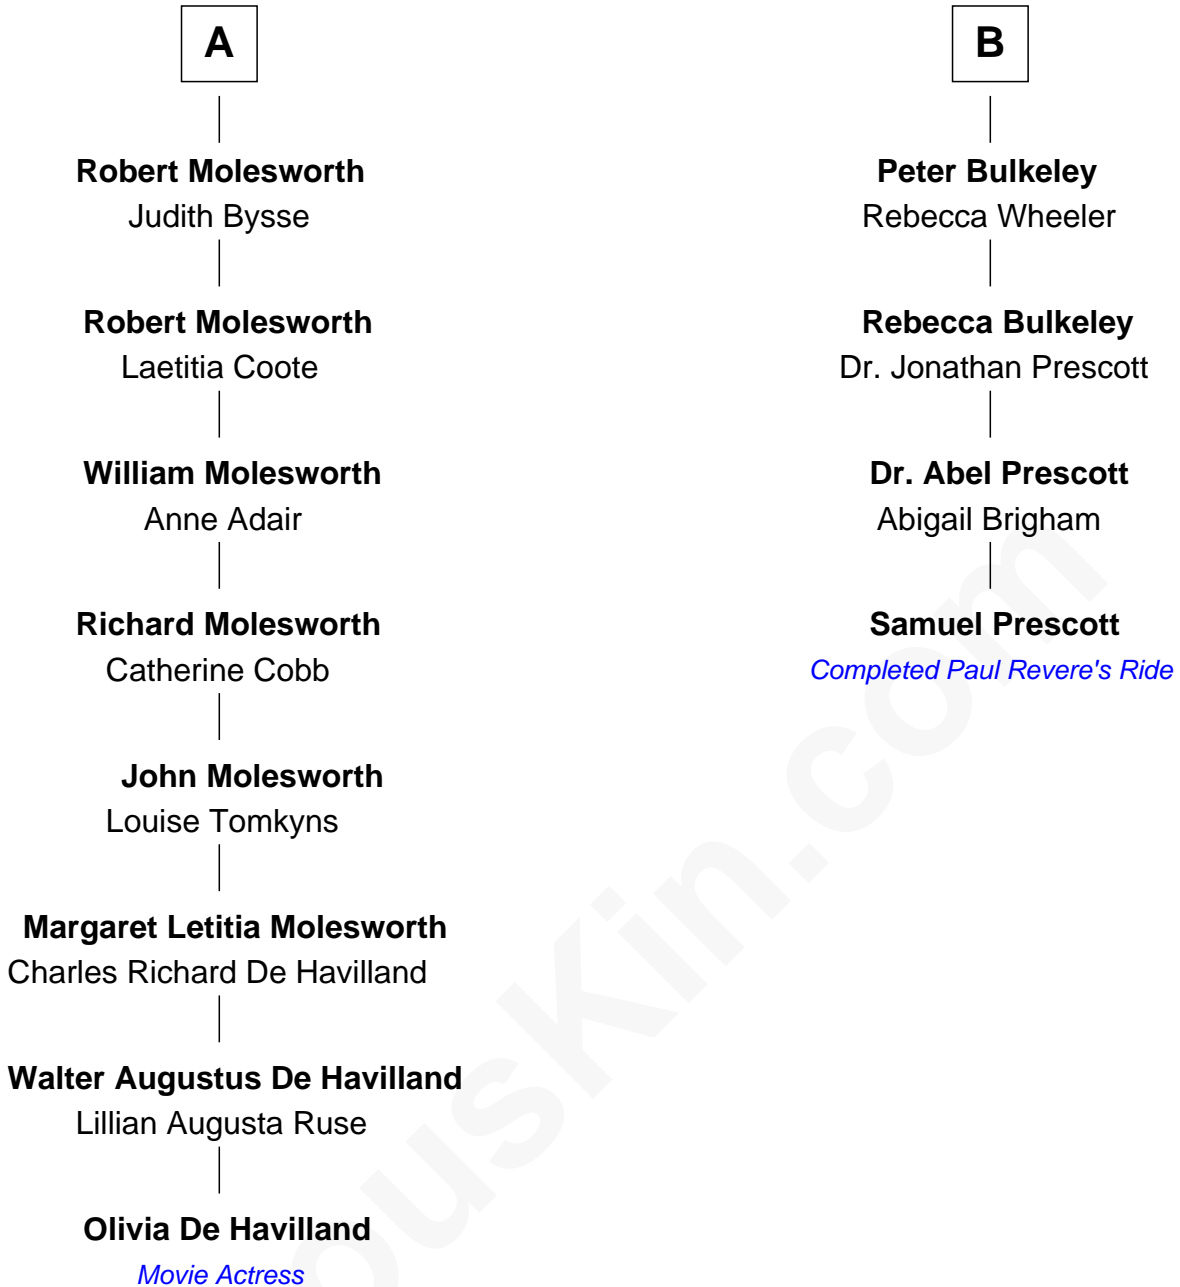 A
Robert Molesworth
Judith Bysse
Robert Molesworth
Laetitia Coote
William Molesworth
Anne Adair
Richard Molesworth
Catherine Cobb
John Molesworth
Louise Tomkyns
Margaret Letitia Molesworth
Charles Richard De Havilland
Walter Augustus De Havilland
Lillian Augusta Ruse
Olivia De Havilland
Movie Actress
B
Peter Bulkeley
Rebecca Wheeler
Rebecca Bulkeley
Dr. Jonathan Prescott
Dr. Abel Prescott
Abigail Brigham
Samuel Prescott
Completed Paul Revere's Ride
ousKin.com